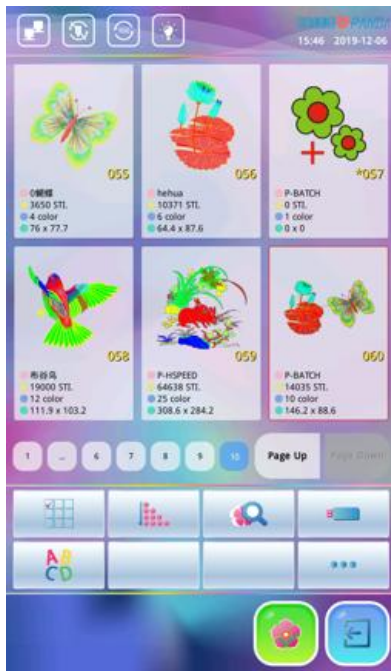 PANDA
15:46 2019-12-06
055
0蝴蝶
3650 STI.
4 color
76 x 77.7
056
hehua
10371 STI.
6 color
64.4 x 87.6
*057
P-BATCH
0 STI.
1 color
0 x 0
058
布谷鸟
19000 STI.
12 color
111.9 x 103.2
059
P-HSPEED
64638 STI.
25 color
308.6 x 284.2
060
P-BATCH
14035 STI.
10 color
146.2 x 88.6
1 ... 6 7 8 9 10 Page Up Page Down
AB
CD